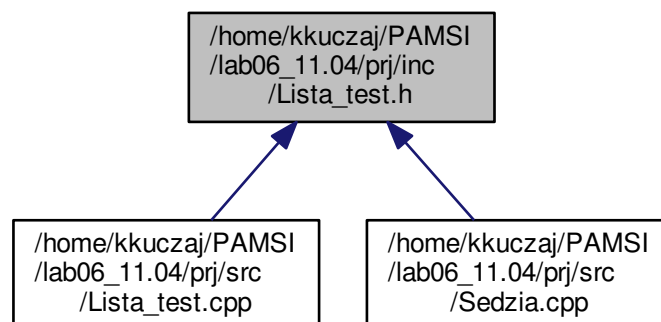 /home/kkuczaj/PAMSI
/lab06_11.04/prj/inc
/Lista_test.h
/home/kkuczaj/PAMSI
/lab06_11.04/prj/src
/Lista_test.cpp
/home/kkuczaj/PAMSI
/lab06_11.04/prj/src
/Sedzia.cpp